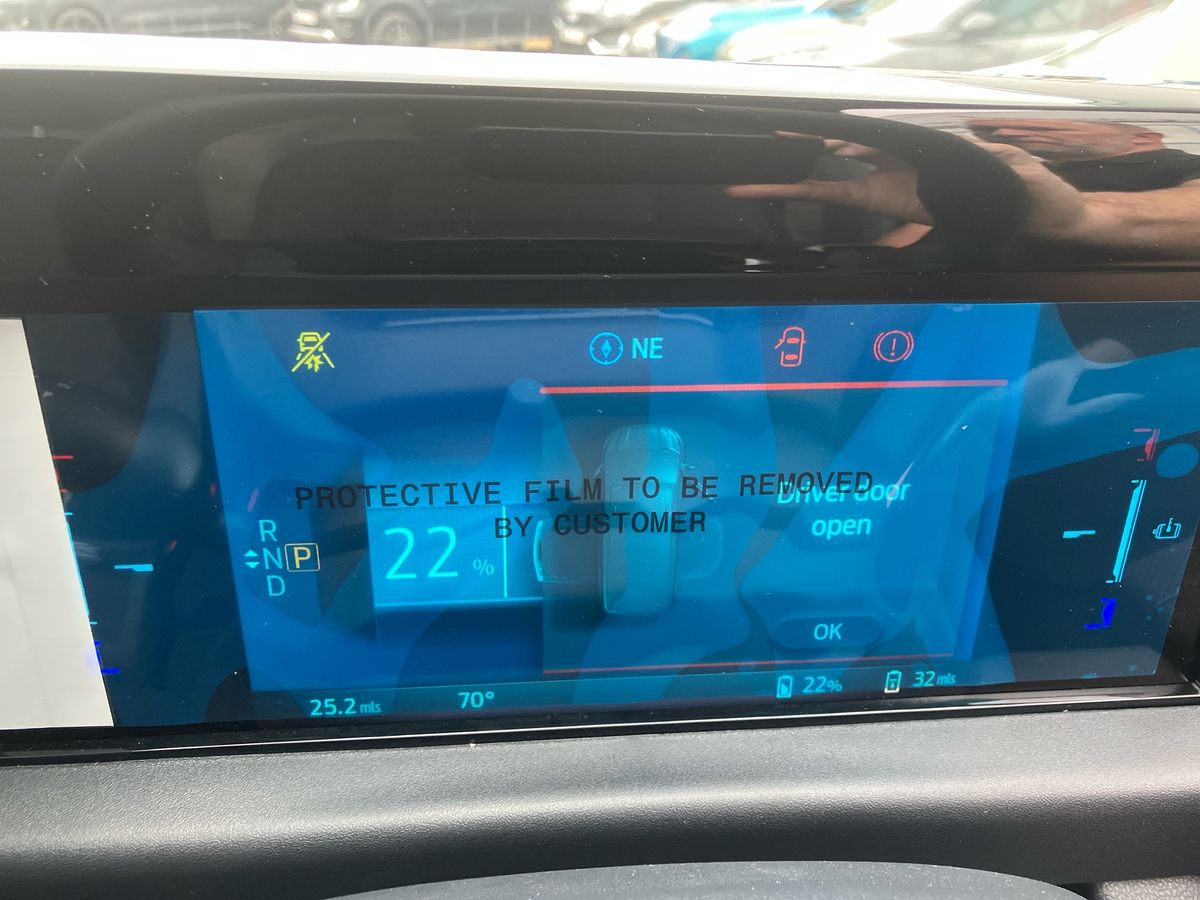 NE
PROTECTIVE FILM TO BE REMOVED
BY CUSTOMER
Driver door
open
R
N P
D
22 %
OK
25.2 mls 70° 22% 32 mls